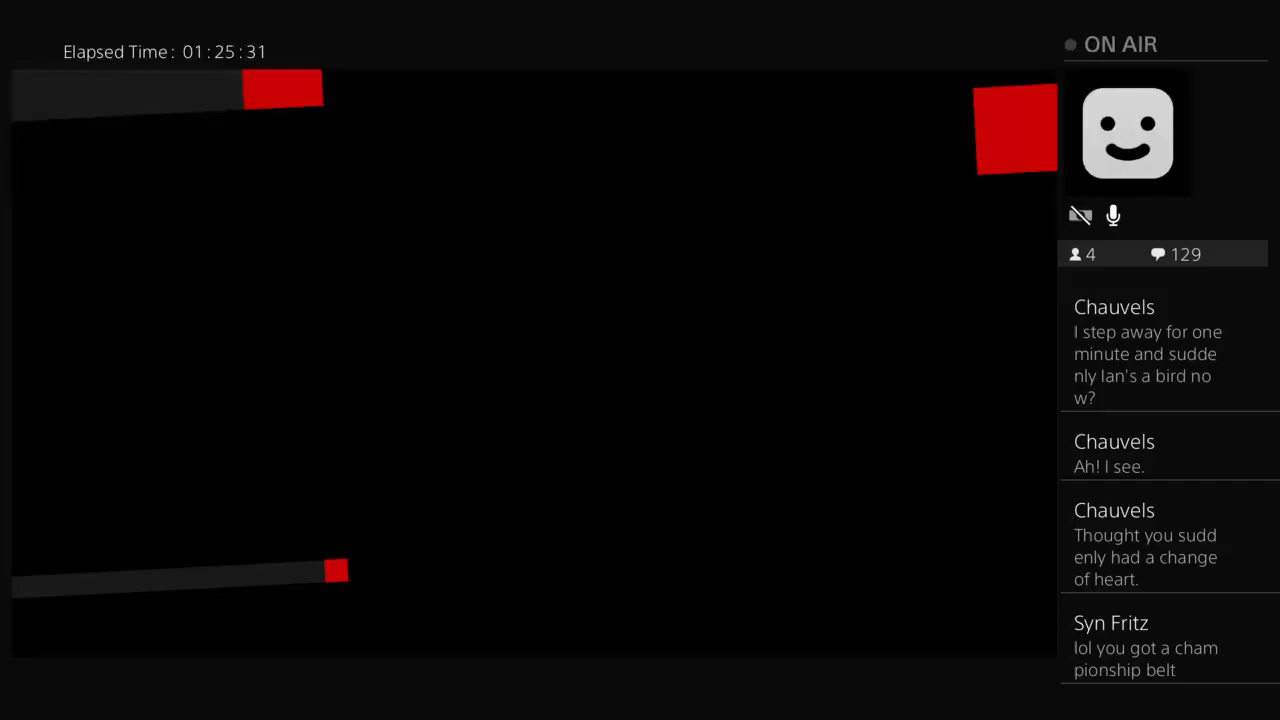 Elapsed Time: 01:25:31
ON AIR
4 129
Chauvels
I step away for one
minute and sudde
nly Ian's a bird no
w?
Chauvels
Ah! I see.
Chauvels
Thought you sudd
enly had a change
of heart.
Syn Fritz
lol you got a cham
pionship belt